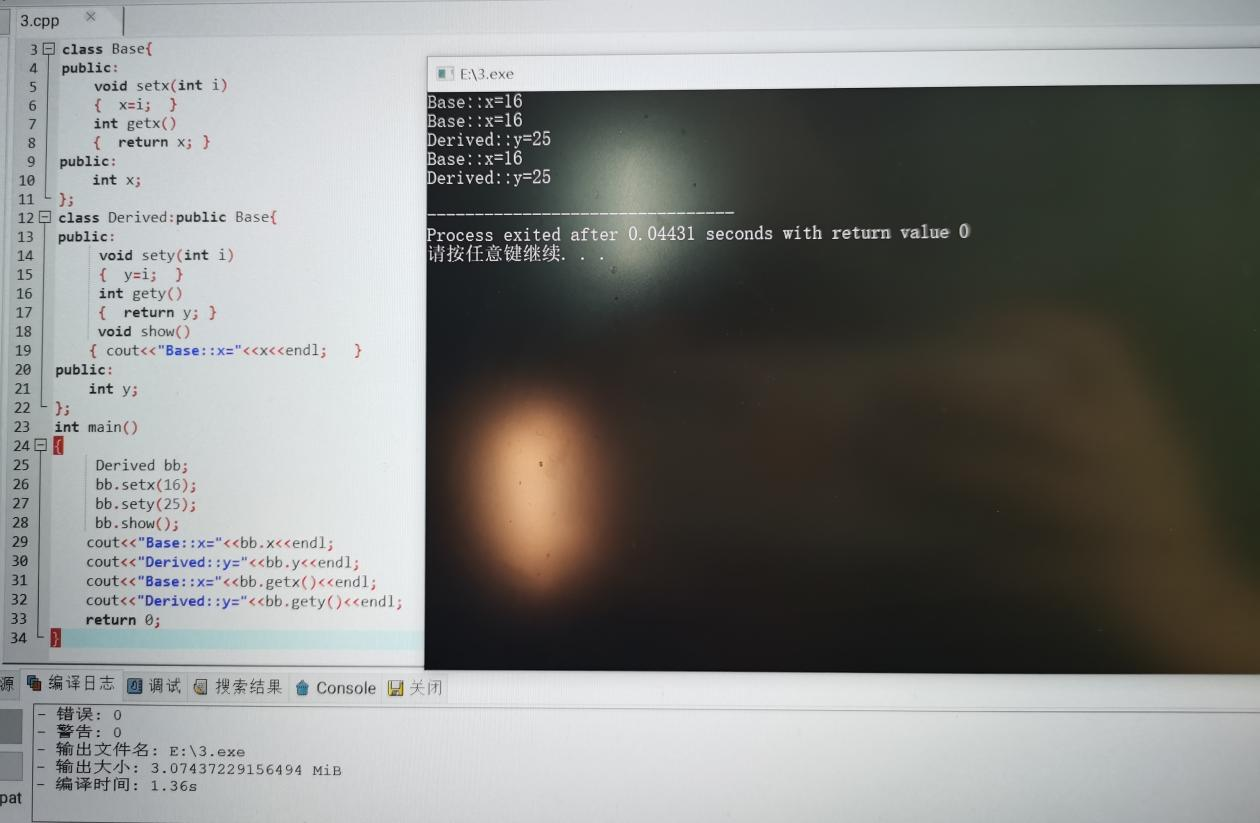 3.cpp
3 class Base{
4 public:
5 void setx(int i)
6 { x=i; }
7 int getx()
8 { return x; }
9 public:
10 int x;
11 };
12 class Derived:public Base{
13 public:
14 void sety(int i)
15 { y=i; }
16 int gety()
17 { return y; }
18 void show()
19 { cout<<"Base::x="<<x<<endl; }
20 public:
21 int y;
22 };
23 int main()
24 {
25 Derived bb;
26 bb.setx(16);
27 bb.sety(25);
28 bb.show();
29 cout<<"Base::x="<<bb.x<<endl;
30 cout<<"Derived::y="<<bb.y<<endl;
31 cout<<"Base::x="<<bb.getx()<<endl;
32 cout<<"Derived::y="<<bb.gety()<<endl;
33 return 0;
34 }
E:\3.exe
Base::x=16
Base::x=16
Derived::y=25
Base::x=16
Derived::y=25
--------------------------------
Process exited after 0.04431 seconds with return value 0
请按任意键继续. . .
源 编译日志 调试 搜索结果 Console 关闭
- 错误: 0
- 警告: 0
- 输出文件名: E:\3.exe
- 输出大小: 3.07437229156494 MiB
- 编译时间: 1.36s
pat